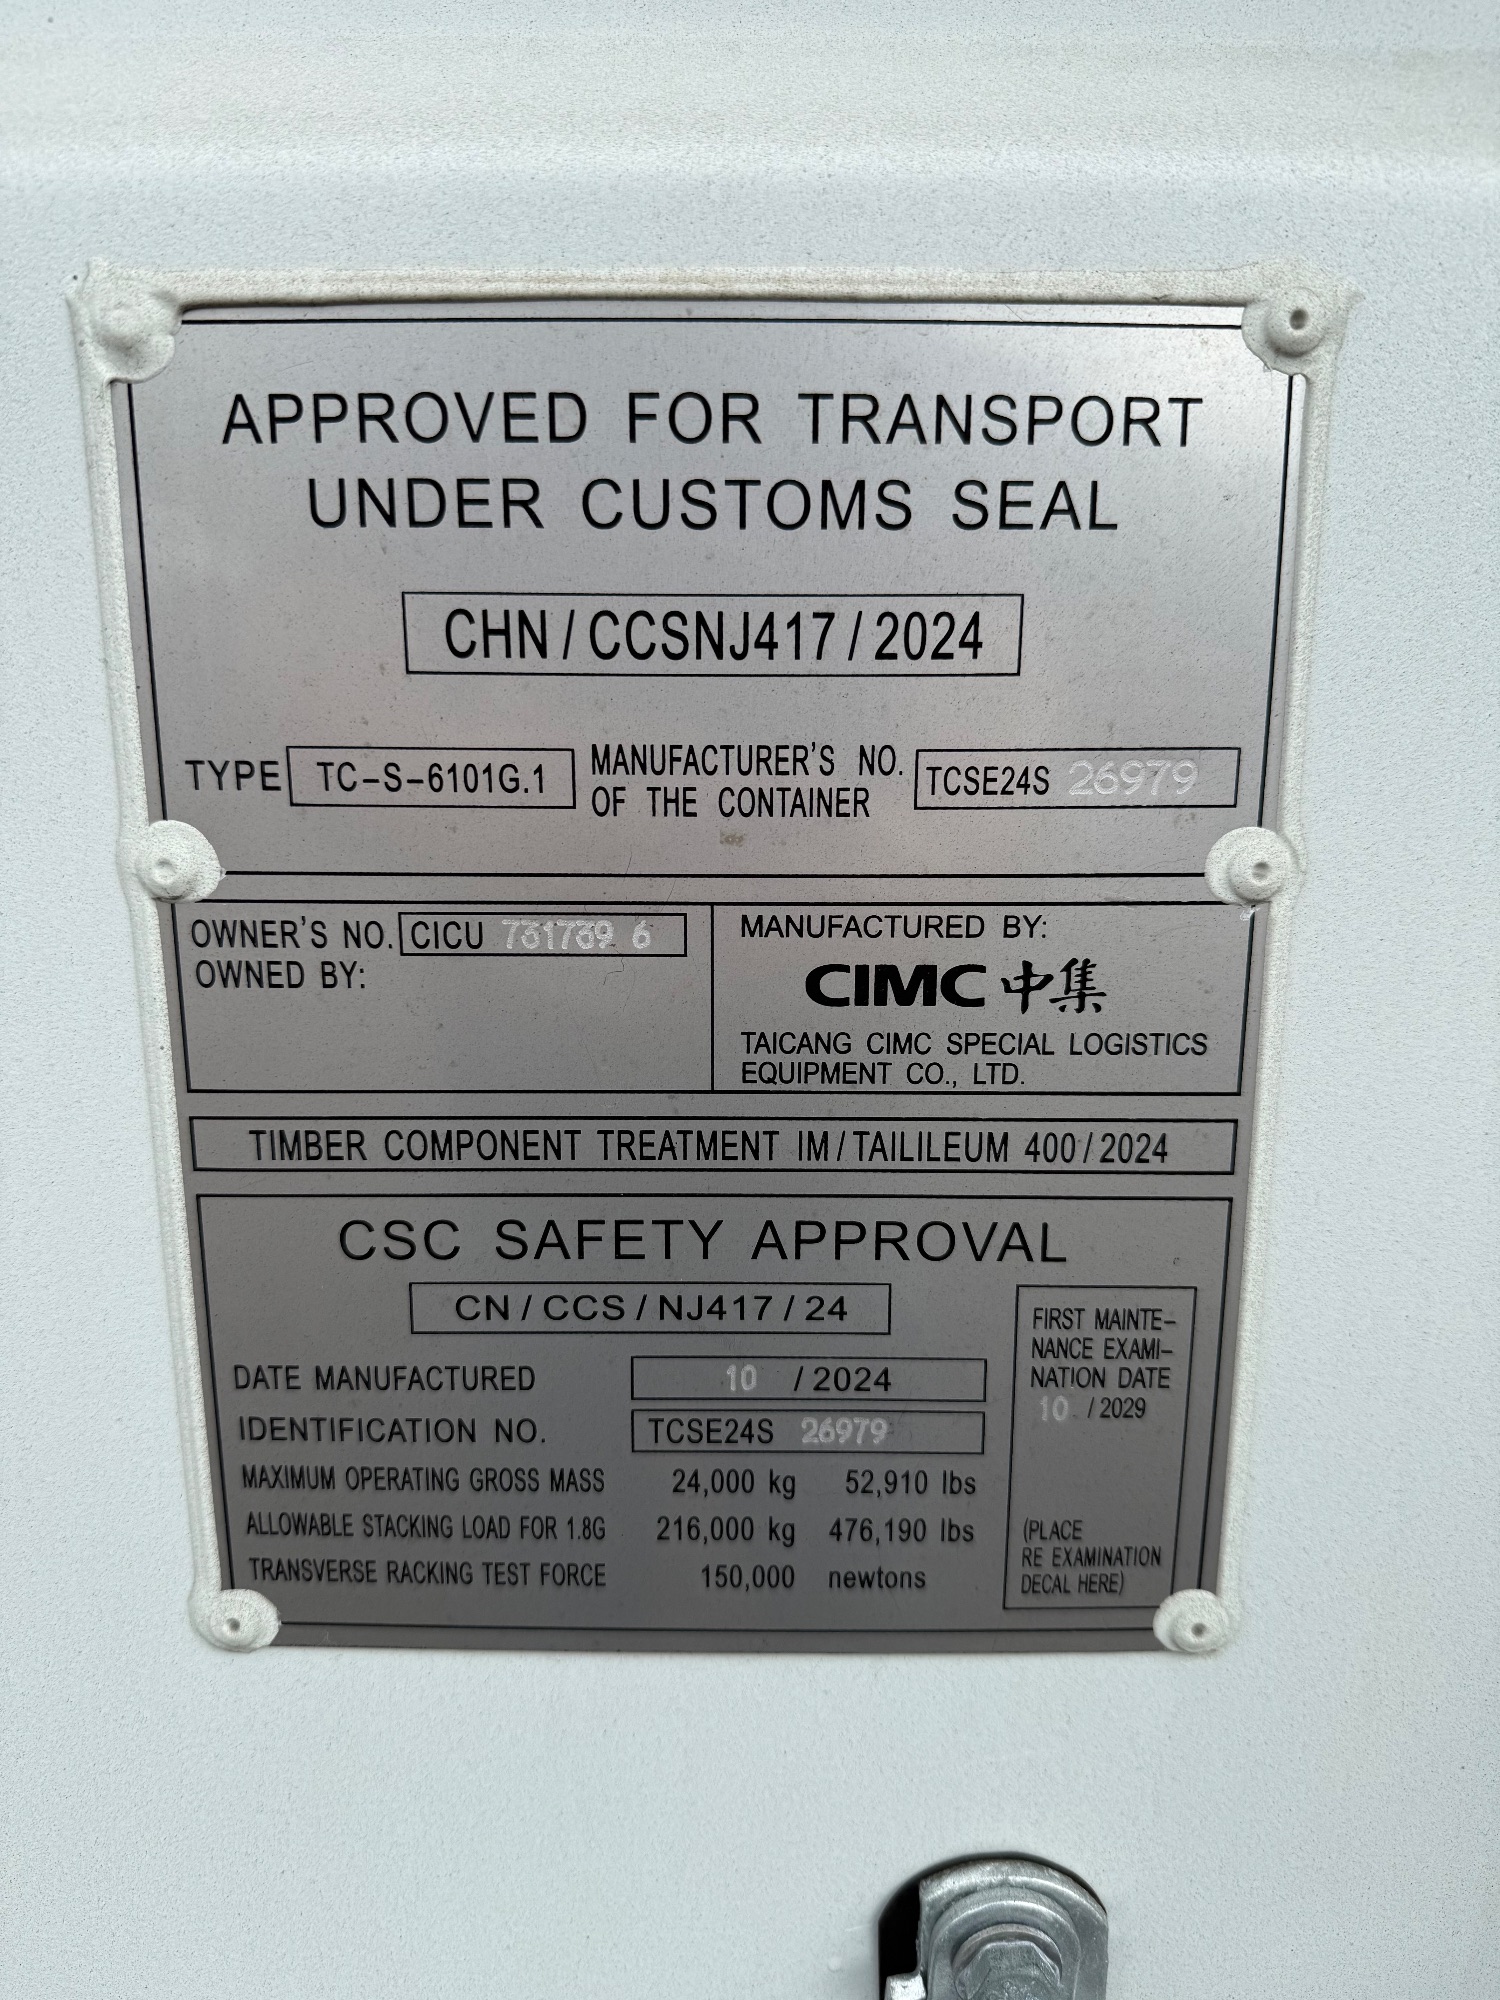 APPROVED FOR TRANSPORT
UNDER CUSTOMS SEAL
CHN/CCSNJ417/2024
TYPE TC-S-6101G.1 MANUFACTURER'S NO. OF THE CONTAINER TCSE24S 26979
OWNER'S NO. CICU 731739 6
OWNED BY:
MANUFACTURED BY:
CIMC 中集
TAICANG CIMC SPECIAL LOGISTICS
EQUIPMENT CO., LTD.
TIMBER COMPONENT TREATMENT IM/TAILILEUM 400/2024
CSC SAFETY APPROVAL
CN/CCS/NJ417/24
DATE MANUFACTURED 10 /2024
IDENTIFICATION NO. TCSE24S 26979
MAXIMUM OPERATING GROSS MASS 24,000 kg 52,910 lbs
ALLOWABLE STACKING LOAD FOR 1.8G 216,000 kg 476,190 lbs
TRANSVERSE RACKING TEST FORCE 150,000 newtons
FIRST MAINTE-
NANCE EXAMI-
NATION DATE
10 /2029
(PLACE
RE EXAMINATION
DECAL HERE)